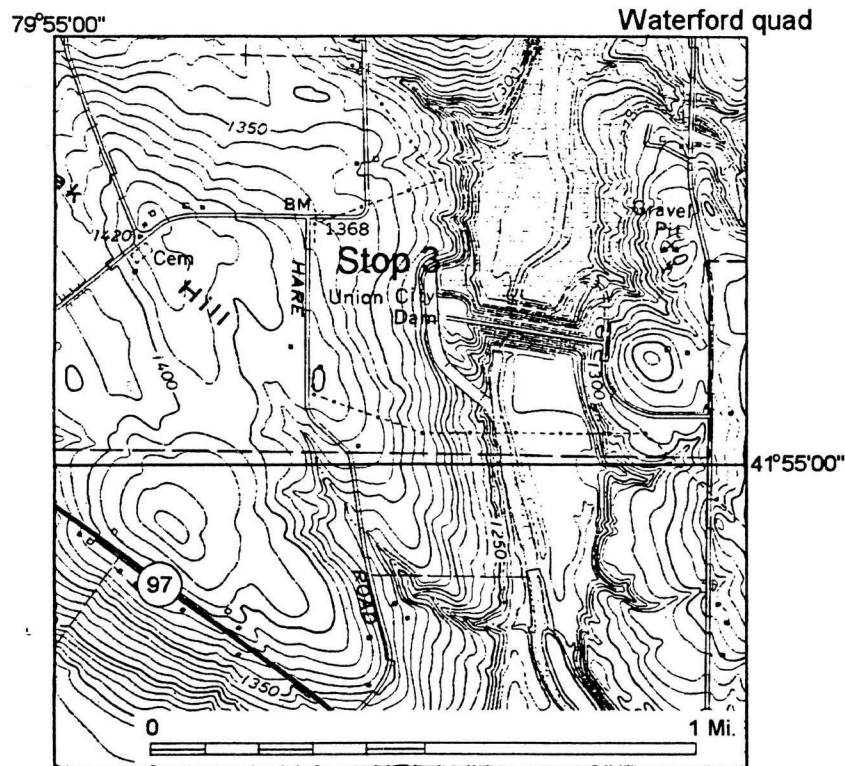 79°55'00"
Waterford quad
1350
1300
BM
1368
1420
Gravel
Pit
Cem
Hill
HARE
Stop 3
Union City
Dam
1400
1300
41°55'00"
1250
97
ROAD
1350
0 1 Mi.